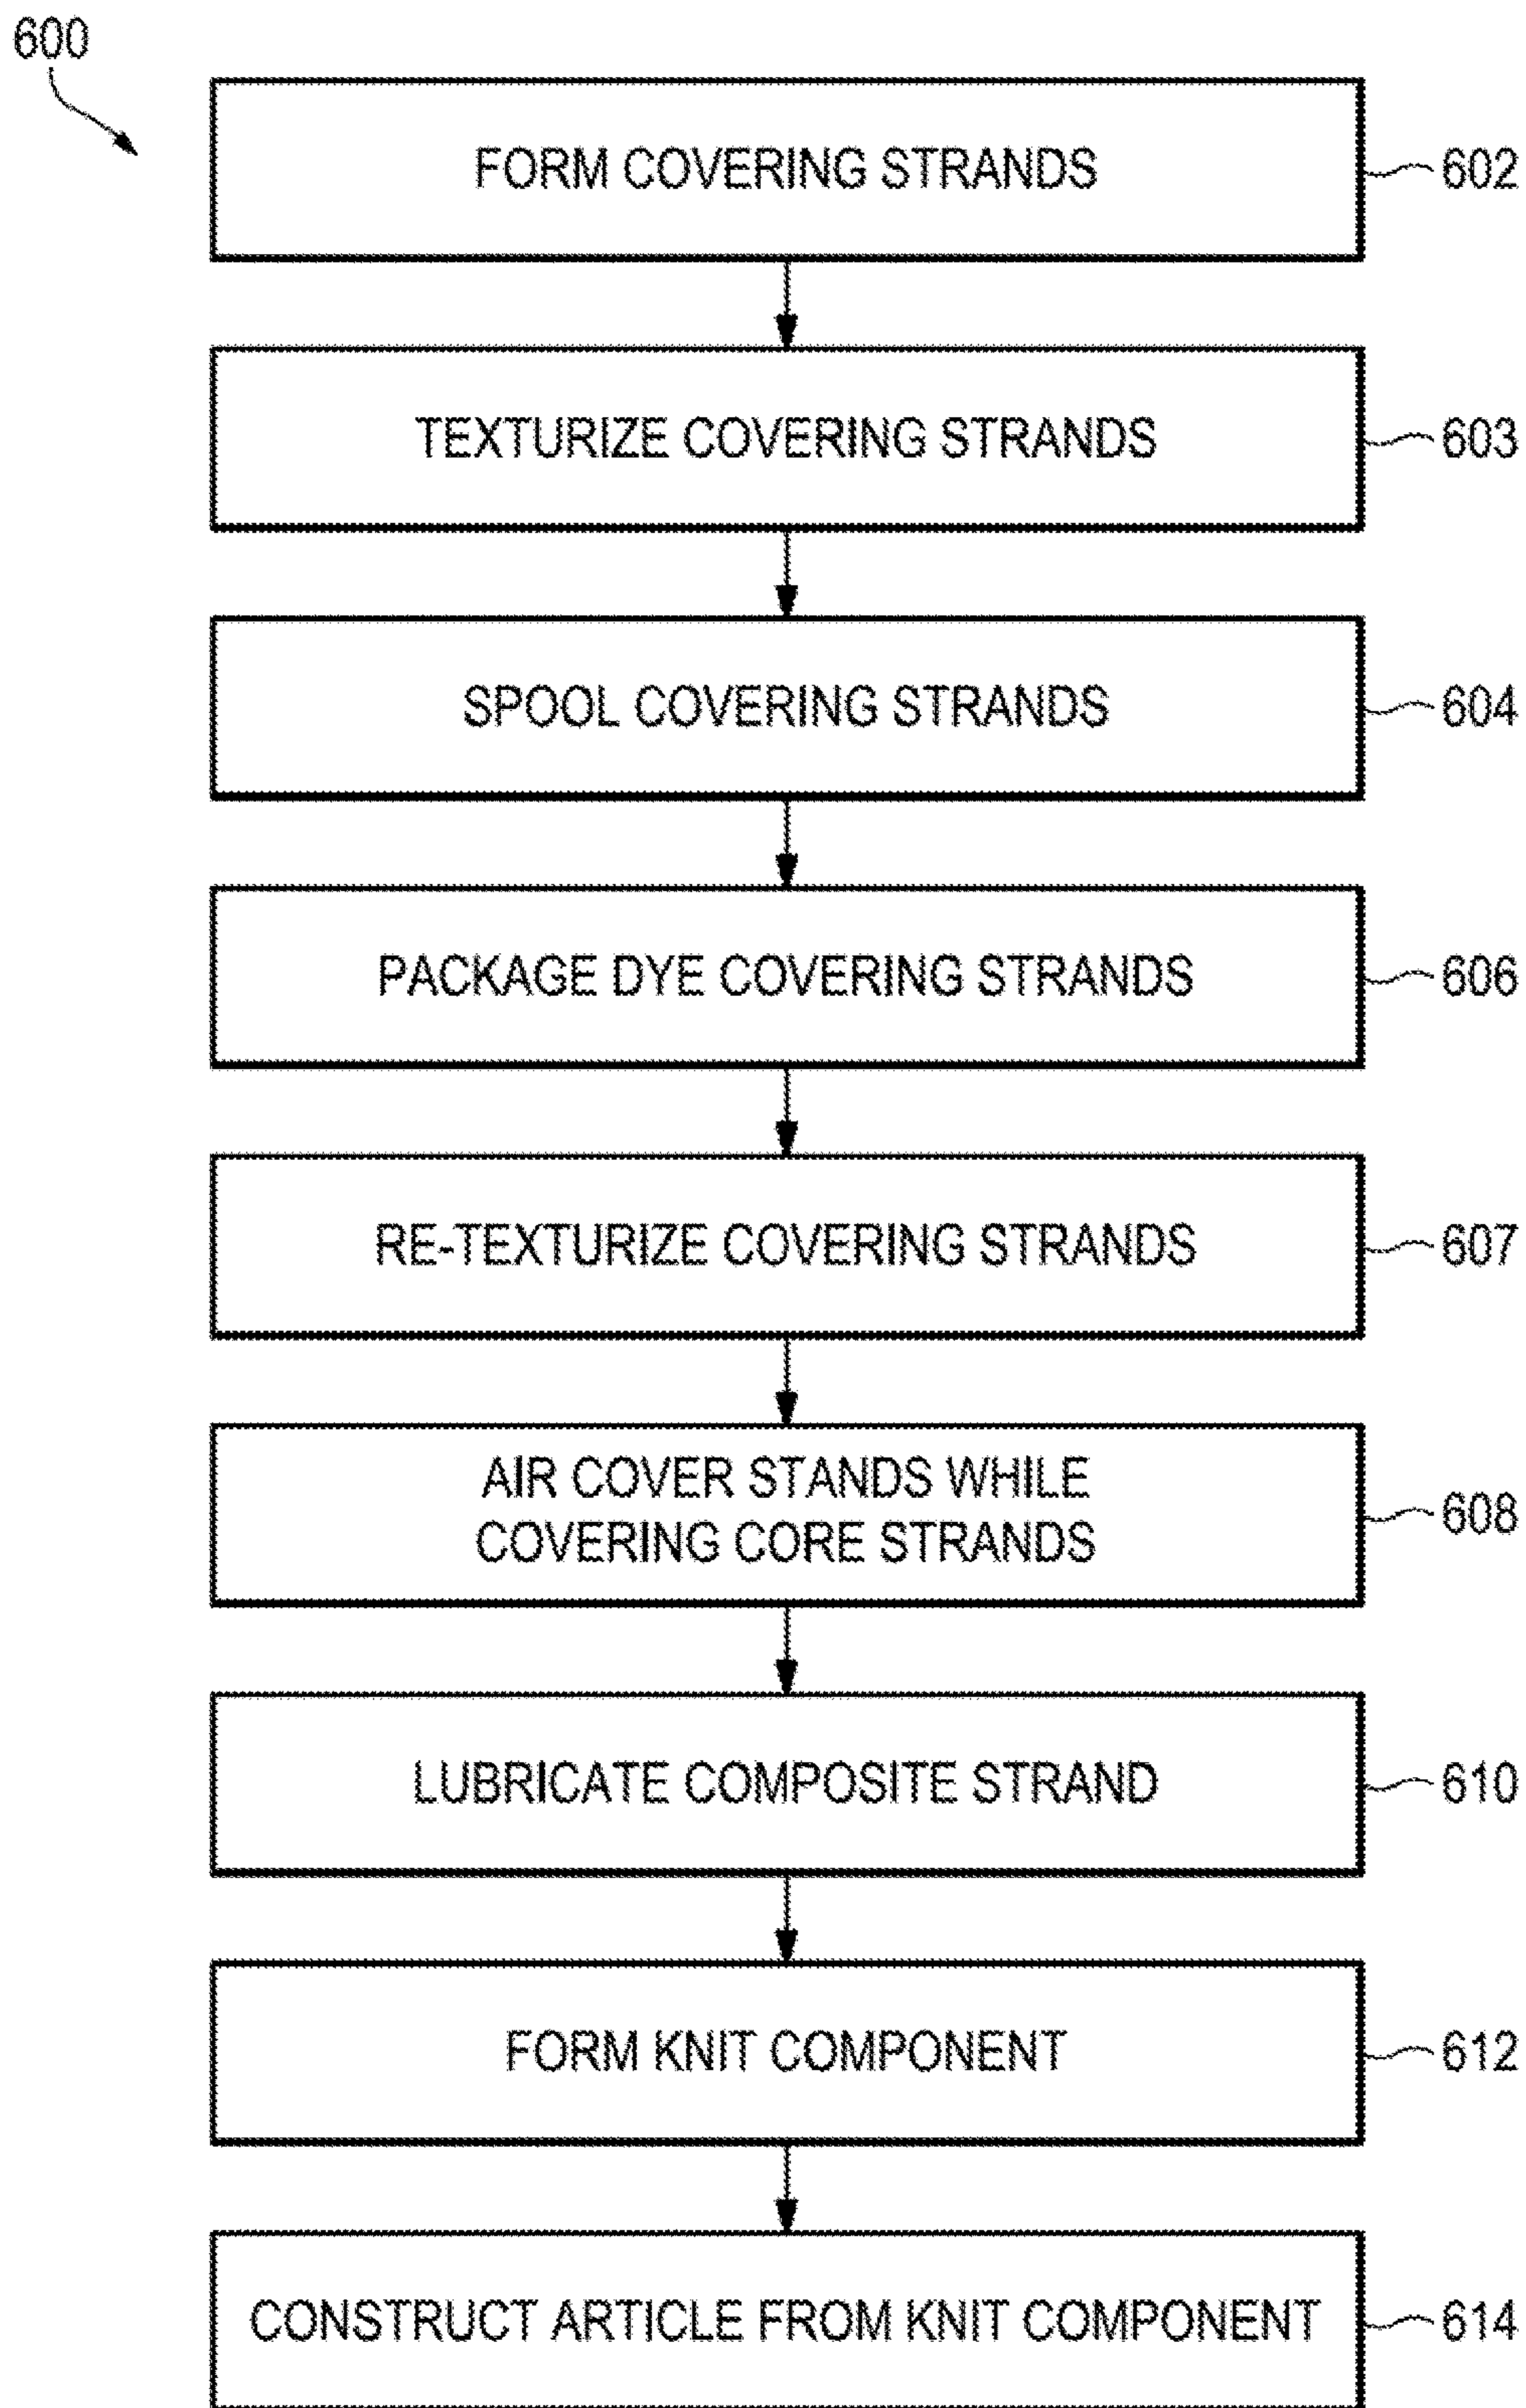 600
FORM COVERING STRANDS
602
TEXTURIZE COVERING STRANDS
603
SPOOL COVERING STRANDS
604
PACKAGE DYE COVERING STRANDS
606
RE-TEXTURIZE COVERING STRANDS
607
AIR COVER STANDS WHILE
COVERING CORE STRANDS
608
LUBRICATE COMPOSITE STRAND
610
FORM KNIT COMPONENT
612
CONSTRUCT ARTICLE FROM KNIT COMPONENT
614